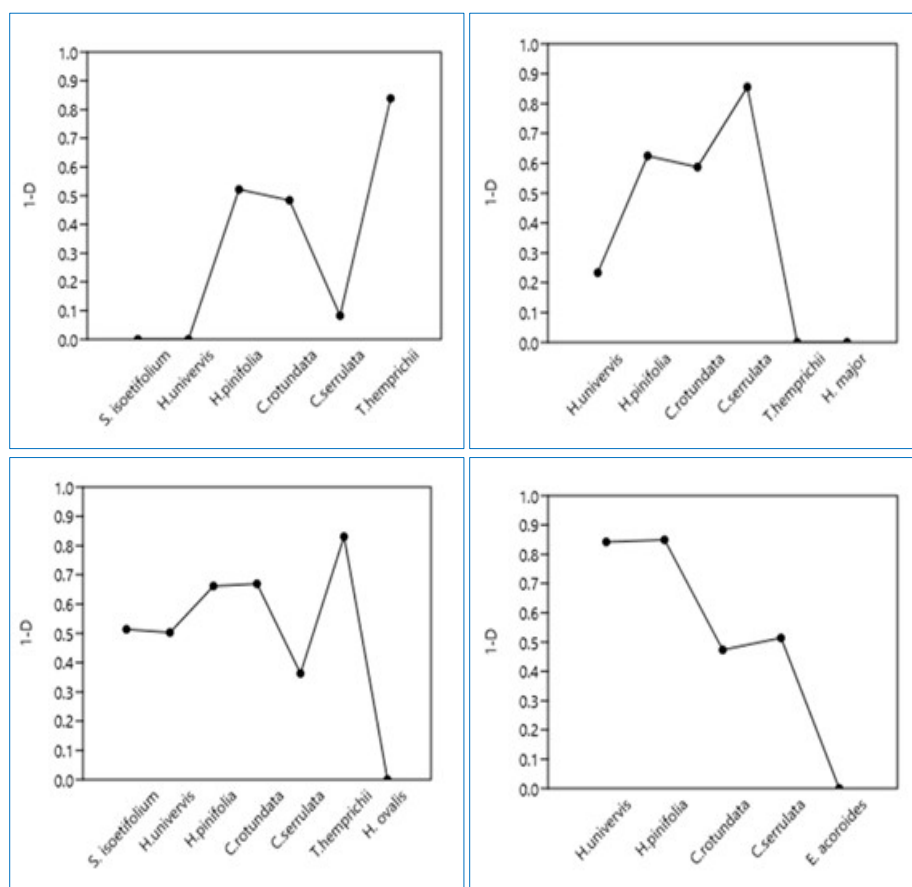 1.0
0.9
0.8
0.7
0.6
0.5
0.4
0.3
0.2
0.1
0.0
1-D
S. isoetifolium
H.univervis
H.pinifolia
C.rotundata
C.serrulata
T.hemprichii
1.0
0.9
0.8
0.7
0.6
0.5
0.4
0.3
0.2
0.1
0.0
1-D
H.univervis
H.pinifolia
C.rotundata
C.serrulata
T.hemprichii
H. major
1.0
0.9
0.8
0.7
0.6
0.5
0.4
0.3
0.2
0.1
0.0
1-D
S. isoetifolium
H.univervis
H.pinifolia
C.rotundata
C.serrulata
T.hemprichii
H. ovalis
1.0
0.9
0.8
0.7
0.6
0.5
0.4
0.3
0.2
0.1
0.0
1-D
H.univervis
H.pinifolia
C.rotundata
C.serrulata
E. acoroides